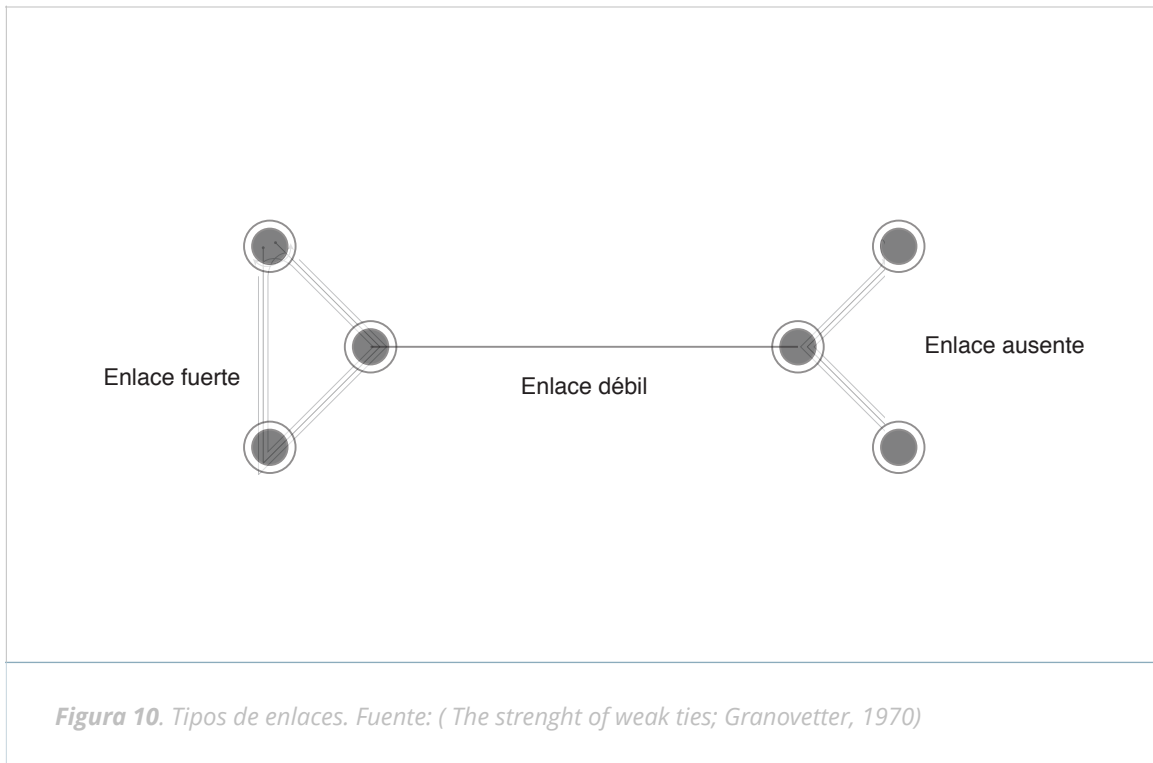 Enlace fuerte
Enlace débil
Enlace ausente
Figura 10. Tipos de enlaces. Fuente: ( The strenght of weak ties; Granovetter, 1970)